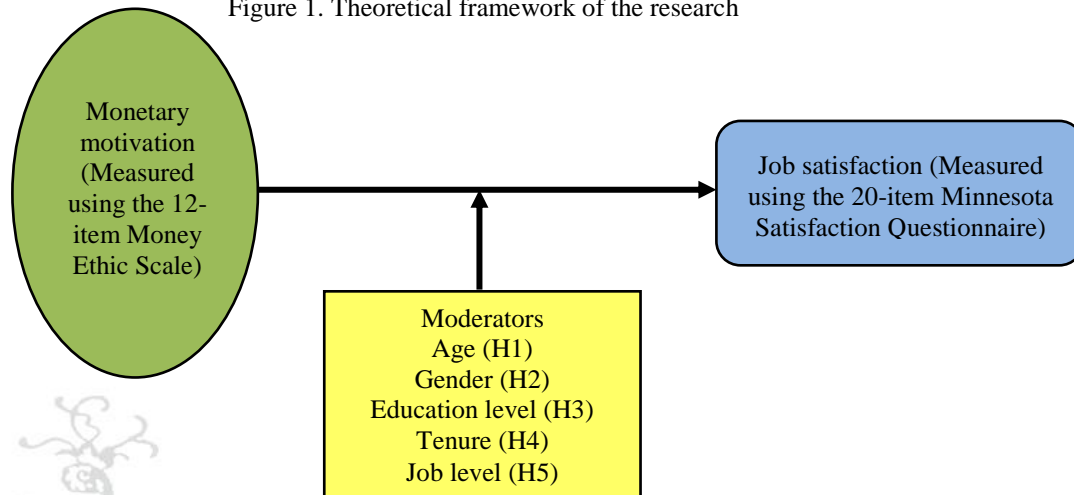 Figure 1. Theoretical framework of the research
Monetary
motivation
(Measured
using the 12-
item Money
Ethic Scale)
Job satisfaction (Measured
using the 20-item Minnesota
Satisfaction Questionnaire)
Moderators
Age (H1)
Gender (H2)
Education level (H3)
Tenure (H4)
Job level (H5)